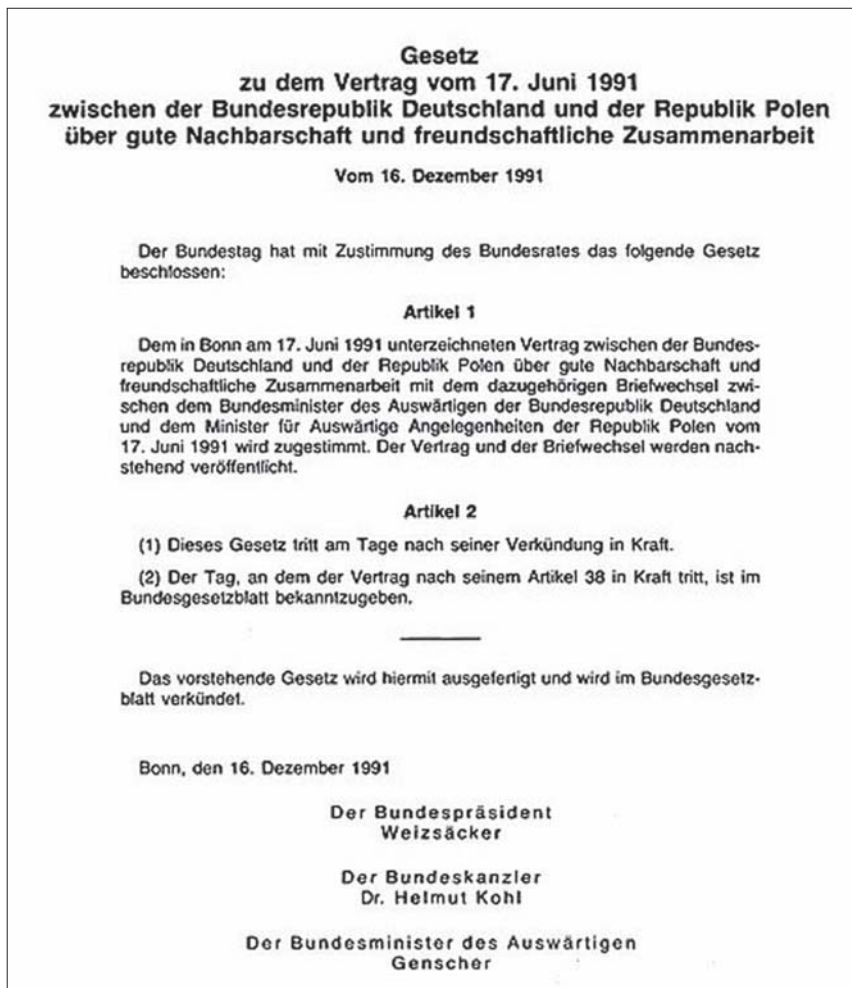 Gesetz
zu dem Vertrag vom 17. Juni 1991
zwischen der Bundesrepublik Deutschland und der Republik Polen
über gute Nachbarschaft und freundschaftliche Zusammenarbeit
Vom 16. Dezember 1991
Der Bundestag hat mit Zustimmung des Bundesrates das folgende Gesetz
beschlossen:
Artikel 1
Dem in Bonn am 17. Juni 1991 unterzeichneten Vertrag zwischen der Bundes-
republik Deutschland und der Republik Polen über gute Nachbarschaft und
freundschaftliche Zusammenarbeit mit dem dazugehörigen Briefwechsel zwi-
schen dem Bundesminister des Auswärtigen der Bundesrepublik Deutschland
und dem Minister für Auswärtige Angelegenheiten der Republik Polen vom
17. Juni 1991 wird zugestimmt. Der Vertrag und der Briefwechsel werden nach-
stehend veröffentlicht.
Artikel 2
(1) Dieses Gesetz tritt am Tage nach seiner Verkündung in Kraft.
(2) Der Tag, an dem der Vertrag nach seinem Artikel 38 in Kraft tritt, ist im
Bundesgesetzblatt bekanntzugeben.
Das vorstehende Gesetz wird hiermit ausgefertigt und wird im Bundesgesetz-
blatt verkündet.
Bonn, den 16. Dezember 1991
Der Bundespräsident
Weizsäcker
Der Bundeskanzler
Dr. Helmut Kohl
Der Bundesminister des Auswärtigen
Genscher